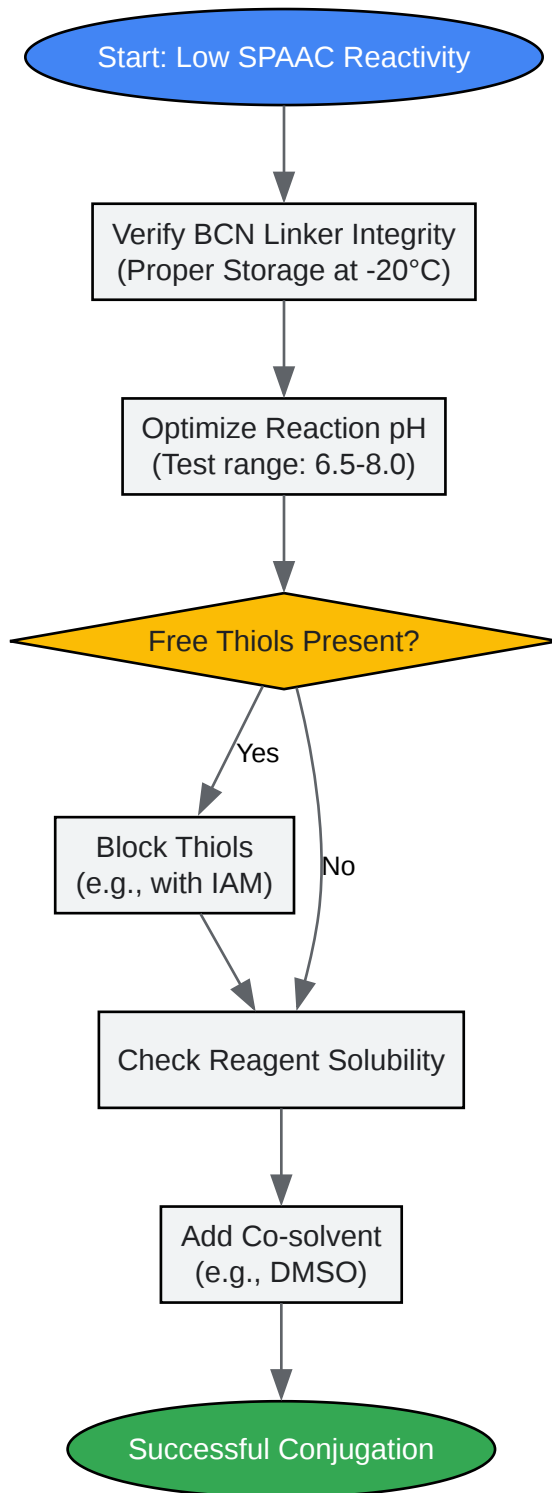 Start: Low SPAAC Reactivity
Verify BCN Linker Integrity
(Proper Storage at -20°C)
Optimize Reaction pH
(Test range: 6.5-8.0)
Free Thiols Present?
Yes
Block Thiols
(e.g., with IAM)
No
Check Reagent Solubility
Add Co-solvent
(e.g., DMSO)
Successful Conjugation